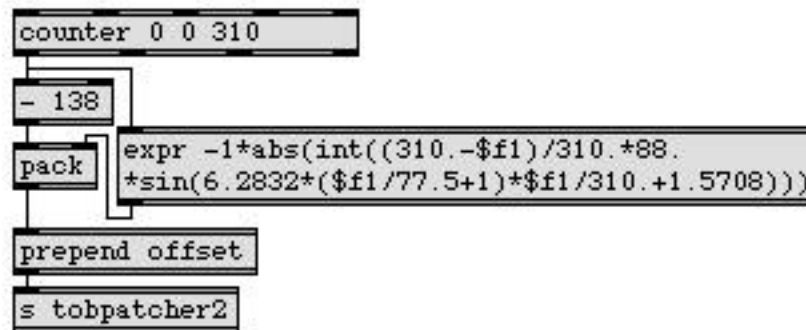 counter 0 0 310
- 138
expr -1*abs(int((310.-$f1)/310.*88.
pack
*sin(6.2832*($f1/77.5+1)*$f1/310.+1.5708)))
prepend offset
s tobpatcher2